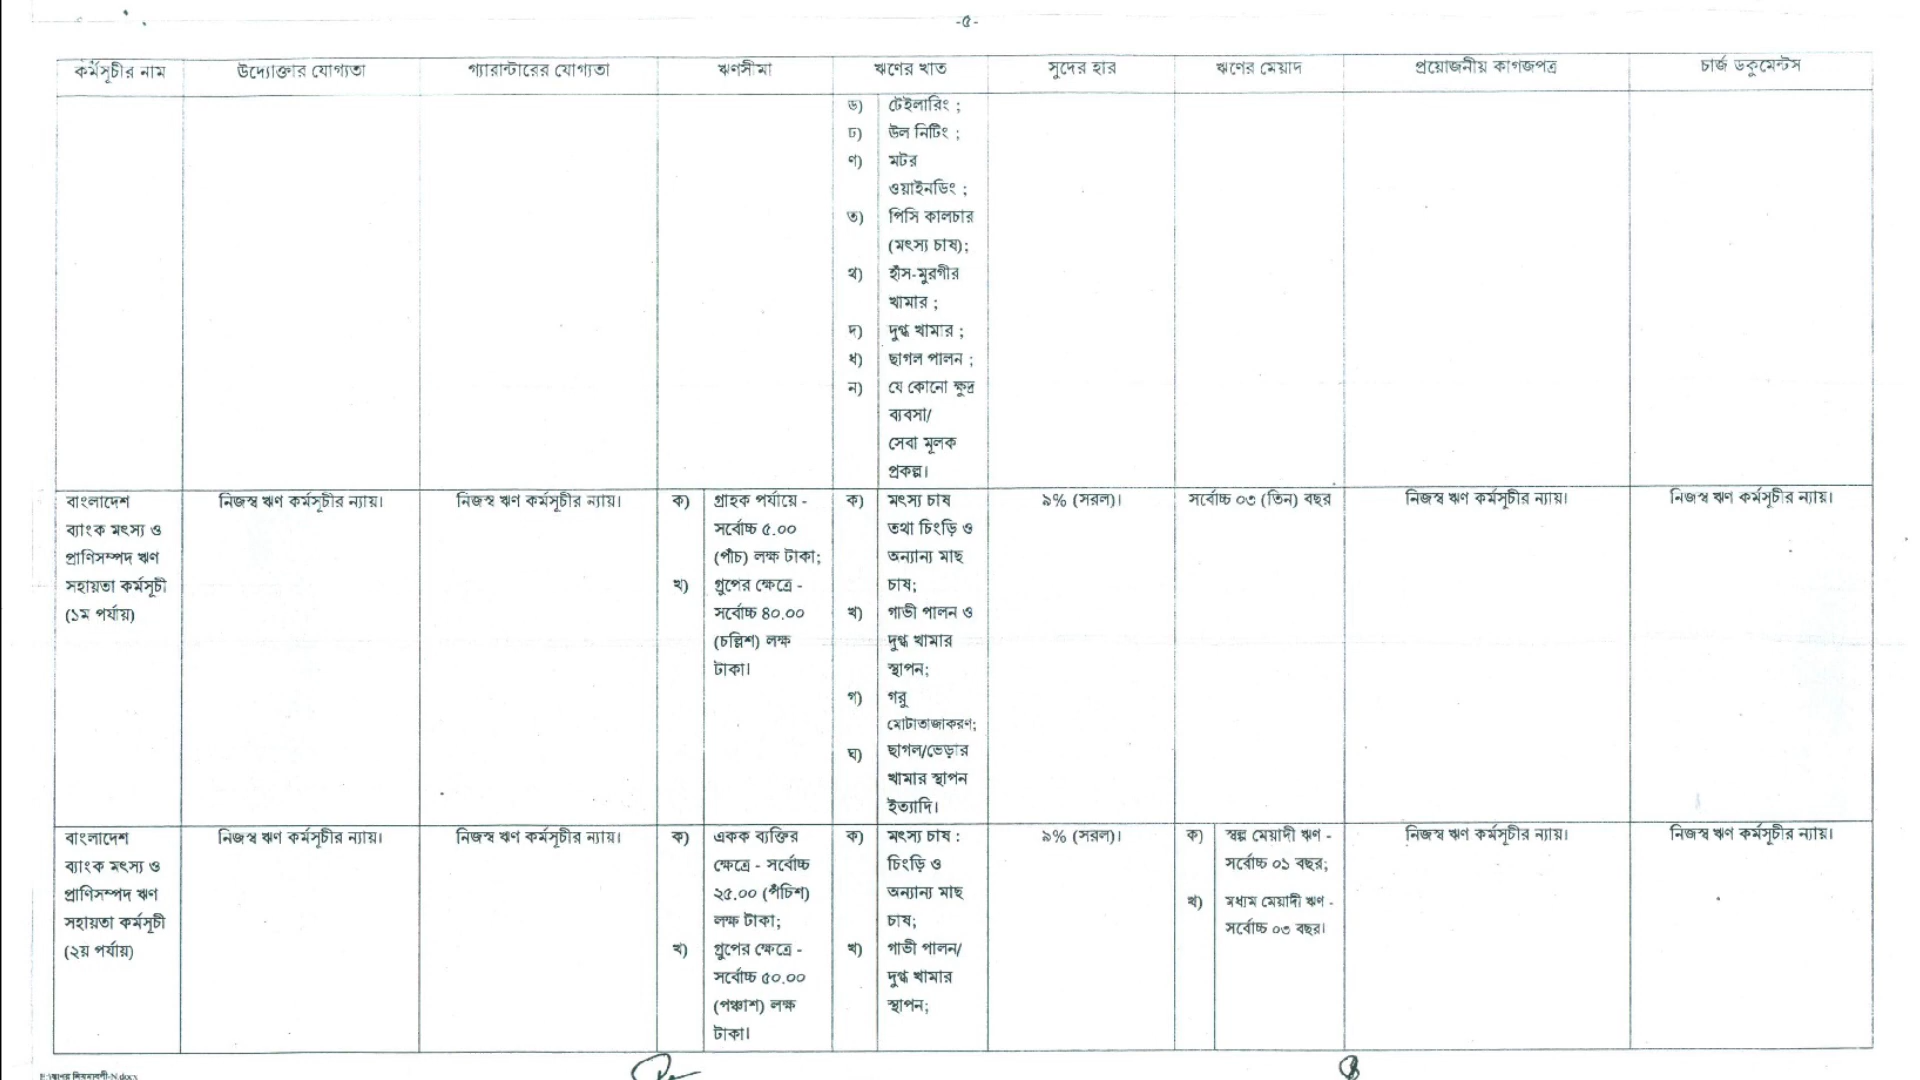 -৫-
কর্মসূচীর নাম উদ্যোক্তার যোগ্যতা গ্যারান্টারের যোগ্যতা ঋণসীমা ঋণের খাত সুদের হার ঋণের মেয়াদ প্রয়োজনীয় কাগজপত্র চার্জ ডকুমেন্টস
ড) টেইলারিং ;
ঢ) উল নিটিং ;
ণ) মটর
ওয়াইনডিং ;
ত) পিসি কালচার
(মৎস্য চাষ);
থ) হাঁস-মুরগীর
খামার ;
দ) দুগ্ধ খামার ;
ধ) ছাগল পালন ;
ন) যে কোনো ক্ষুদ্র
ব্যবসা/
সেবা মূলক
প্রকল্প।
বাংলাদেশ
ব্যাংক মৎস্য ও
প্রাণিসম্পদ ঋণ
সহায়তা কর্মসূচী
(১ম পর্যায়)
নিজস্ব ঋণ কর্মসূচীর ন্যায়।
নিজস্ব ঋণ কর্মসূচীর ন্যায়।
ক) গ্রাহক পর্যায়ে -
সর্বোচ্চ ৫.০০
(পাঁচ) লক্ষ টাকা;
খ) গ্রুপের ক্ষেত্রে -
সর্বোচ্চ ৪০.০০
(চল্লিশ) লক্ষ
টাকা।
ক) মৎস্য চাষ
তথা চিংড়ি ও
অন্যান্য মাছ
চাষ;
খ) গাভী পালন ও
দুগ্ধ খামার
স্থাপন;
গ) গরু
মোটাতাজাকরণ;
ঘ) ছাগল/ভেড়ার
খামার স্থাপন
ইত্যাদি।
৯% (সরল)।
সর্বোচ্চ ০৩ (তিন) বছর
নিজস্ব ঋণ কর্মসূচীর ন্যায়।
নিজস্ব ঋণ কর্মসূচীর ন্যায়।
বাংলাদেশ
ব্যাংক মৎস্য ও
প্রাণিসম্পদ ঋণ
সহায়তা কর্মসূচী
(২য় পর্যায়)
নিজস্ব ঋণ কর্মসূচীর ন্যায়।
নিজস্ব ঋণ কর্মসূচীর ন্যায়।
ক) একক ব্যক্তির
ক্ষেত্রে - সর্বোচ্চ
২৫.০০ (পঁচিশ)
লক্ষ টাকা;
খ) গ্রুপের ক্ষেত্রে -
সর্বোচ্চ ৫০.০০
(পঞ্চাশ) লক্ষ
টাকা।
ক) মৎস্য চাষ :
চিংড়ি ও
অন্যান্য মাছ
চাষ;
খ) গাভী পালন/
দুগ্ধ খামার
স্থাপন;
৯% (সরল)।
ক) স্বল্প মেয়াদী ঋণ -
সর্বোচ্চ ০১ বছর;
খ) মধ্যম মেয়াদী ঋণ -
সর্বোচ্চ ০৩ বছর।
নিজস্ব ঋণ কর্মসূচীর ন্যায়।
নিজস্ব ঋণ কর্মসূচীর ন্যায়।